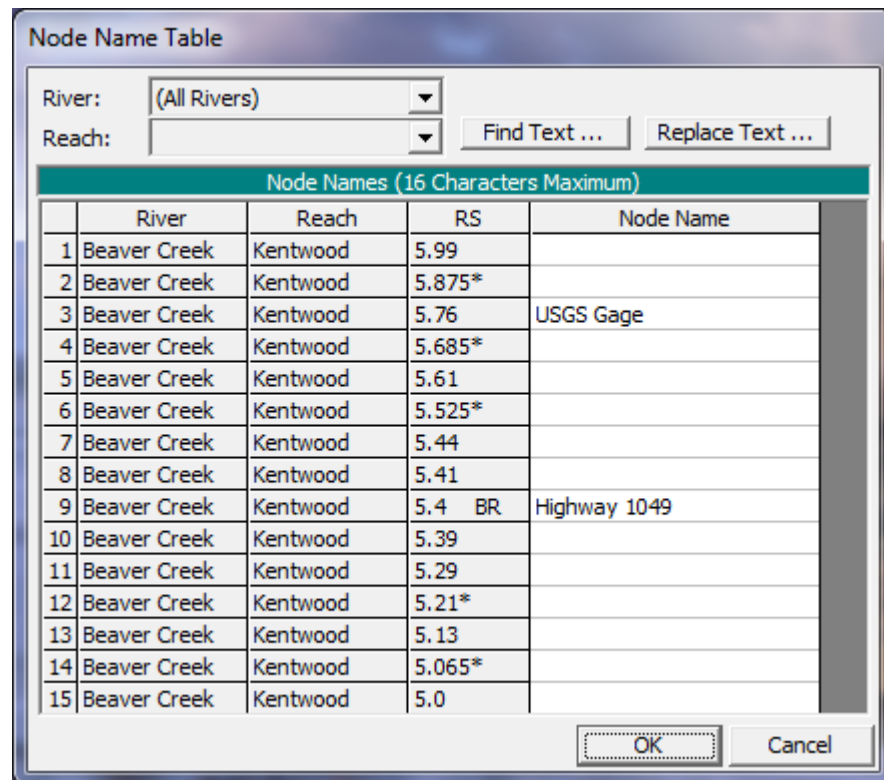 Node Name Table
River: (All Rivers)
Reach: Find Text ... Replace Text ...
Node Names (16 Characters Maximum)
River Reach RS Node Name
1 Beaver Creek Kentwood 5.99
2 Beaver Creek Kentwood 5.875*
3 Beaver Creek Kentwood 5.76 USGS Gage
4 Beaver Creek Kentwood 5.685*
5 Beaver Creek Kentwood 5.61
6 Beaver Creek Kentwood 5.525*
7 Beaver Creek Kentwood 5.44
8 Beaver Creek Kentwood 5.41
9 Beaver Creek Kentwood 5.4 BR Highway 1049
10 Beaver Creek Kentwood 5.39
11 Beaver Creek Kentwood 5.29
12 Beaver Creek Kentwood 5.21*
13 Beaver Creek Kentwood 5.13
14 Beaver Creek Kentwood 5.065*
15 Beaver Creek Kentwood 5.0
OK Cancel